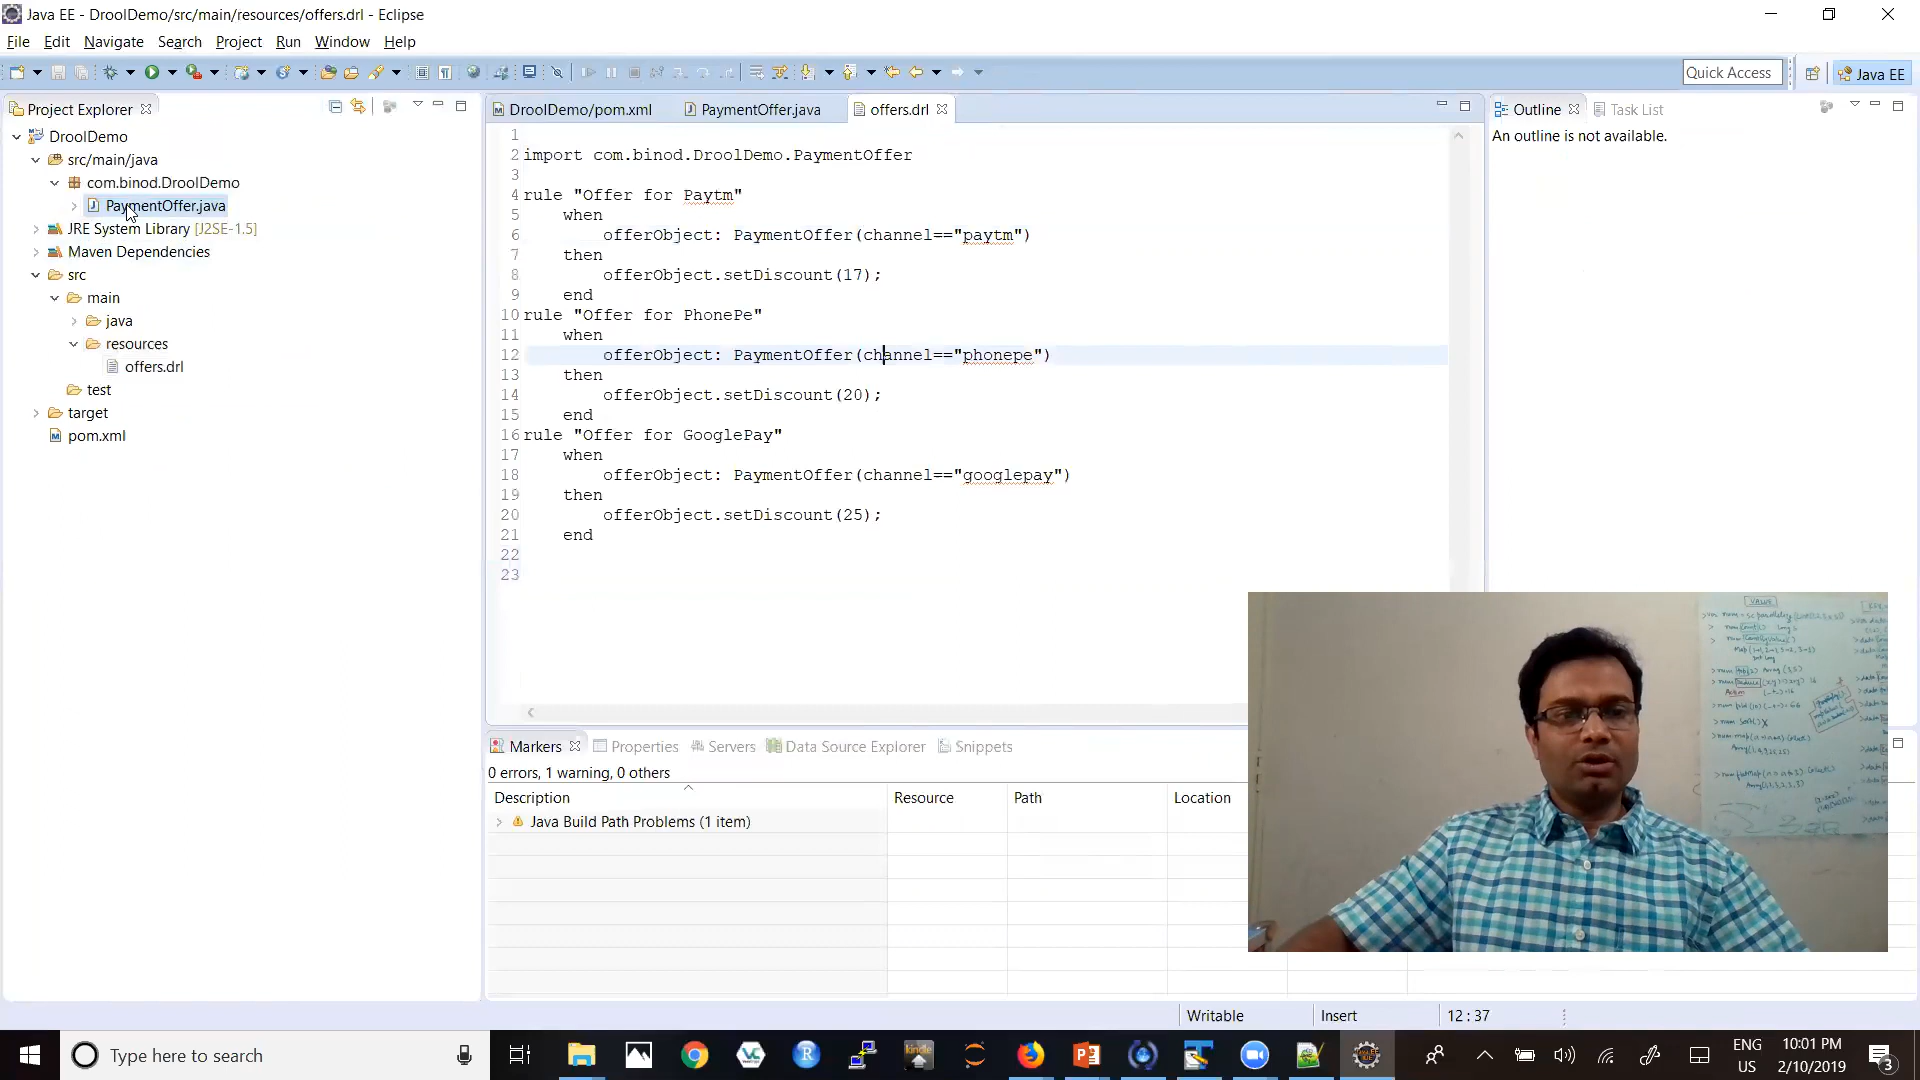 Java EE - DroolDemo/src/main/resources/offers.drl - Eclipse
File Edit Navigate Search Project Run Window Help
Quick Access
Java EE
Project Explorer
DroolDemo/pom.xml
PaymentOffer.java
offers.drl
Outline
Task List
An outline is not available.
DroolDemo
src/main/java
com.binod.DroolDemo
PaymentOffer.java
JRE System Library [J2SE-1.5]
Maven Dependencies
src
main
java
resources
offers.drl
test
target
pom.xml
1
2 import com.binod.DroolDemo.PaymentOffer
3
4 rule "Offer for Paytm"
5 when
6 offerObject: PaymentOffer(channel=="paytm")
7 then
8 offerObject.setDiscount(17);
9 end
10 rule "Offer for PhonePe"
11 when
12 offerObject: PaymentOffer(channel=="phonepe")
13 then
14 offerObject.setDiscount(20);
15 end
16 rule "Offer for GooglePay"
17 when
18 offerObject: PaymentOffer(channel=="googlepay")
19 then
20 offerObject.setDiscount(25);
21 end
22
23
Markers Properties Servers Data Source Explorer Snippets
0 errors, 1 warning, 0 others
Description Resource Path Location
Java Build Path Problems (1 item)
VALUE
Writable Insert 12 : 37
Type here to search
kindle
ENG
US
10:01 PM
2/10/2019
3